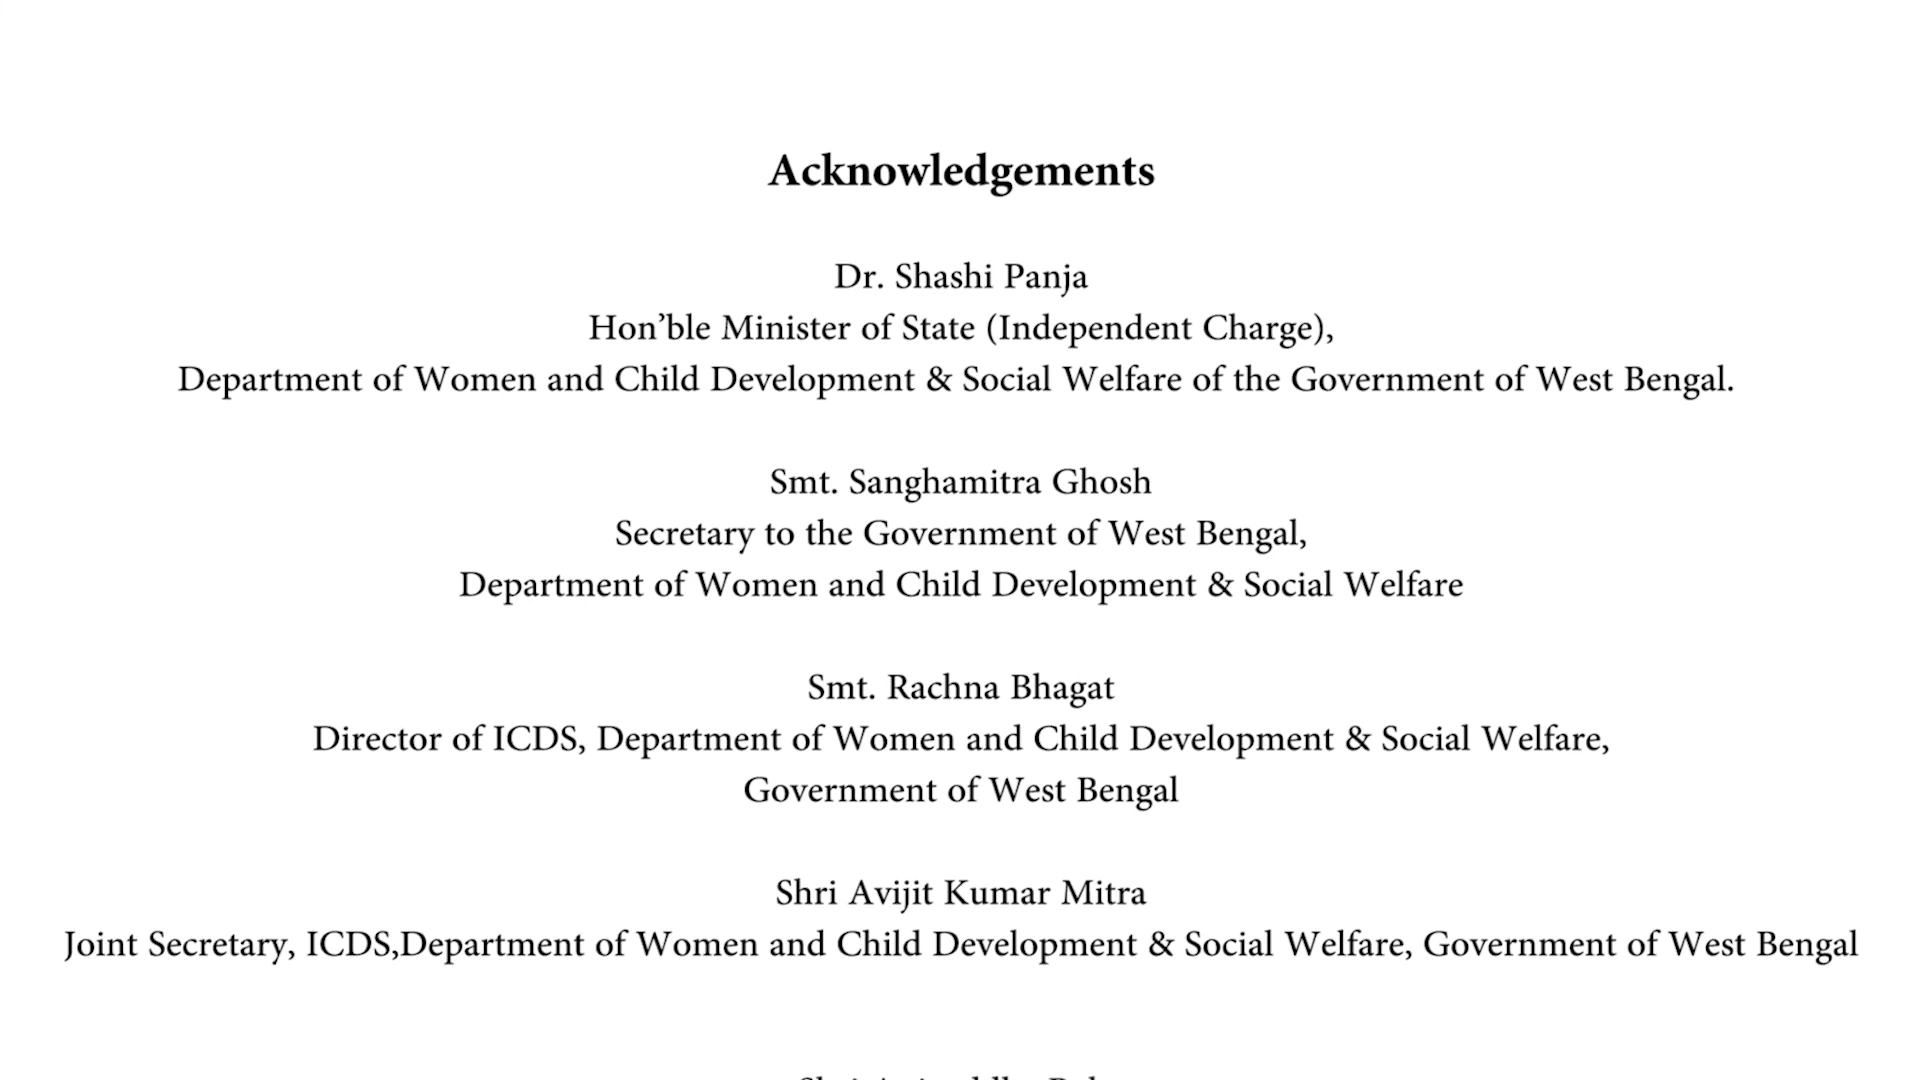 Acknowledgements
Dr. Shashi Panja
Hon’ble Minister of State (Independent Charge),
Department of Women and Child Development & Social Welfare of the Government of West Bengal.
Smt. Sanghamitra Ghosh
Secretary to the Government of West Bengal,
Department of Women and Child Development & Social Welfare
Smt. Rachna Bhagat
Director of ICDS, Department of Women and Child Development & Social Welfare,
Government of West Bengal
Shri Avijit Kumar Mitra
Joint Secretary, ICDS,Department of Women and Child Development & Social Welfare, Government of West Bengal